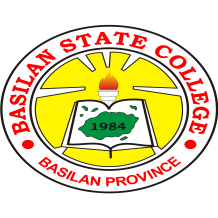 BASILAN STATE COLLEGE
1984
BASILAN PROVINCE